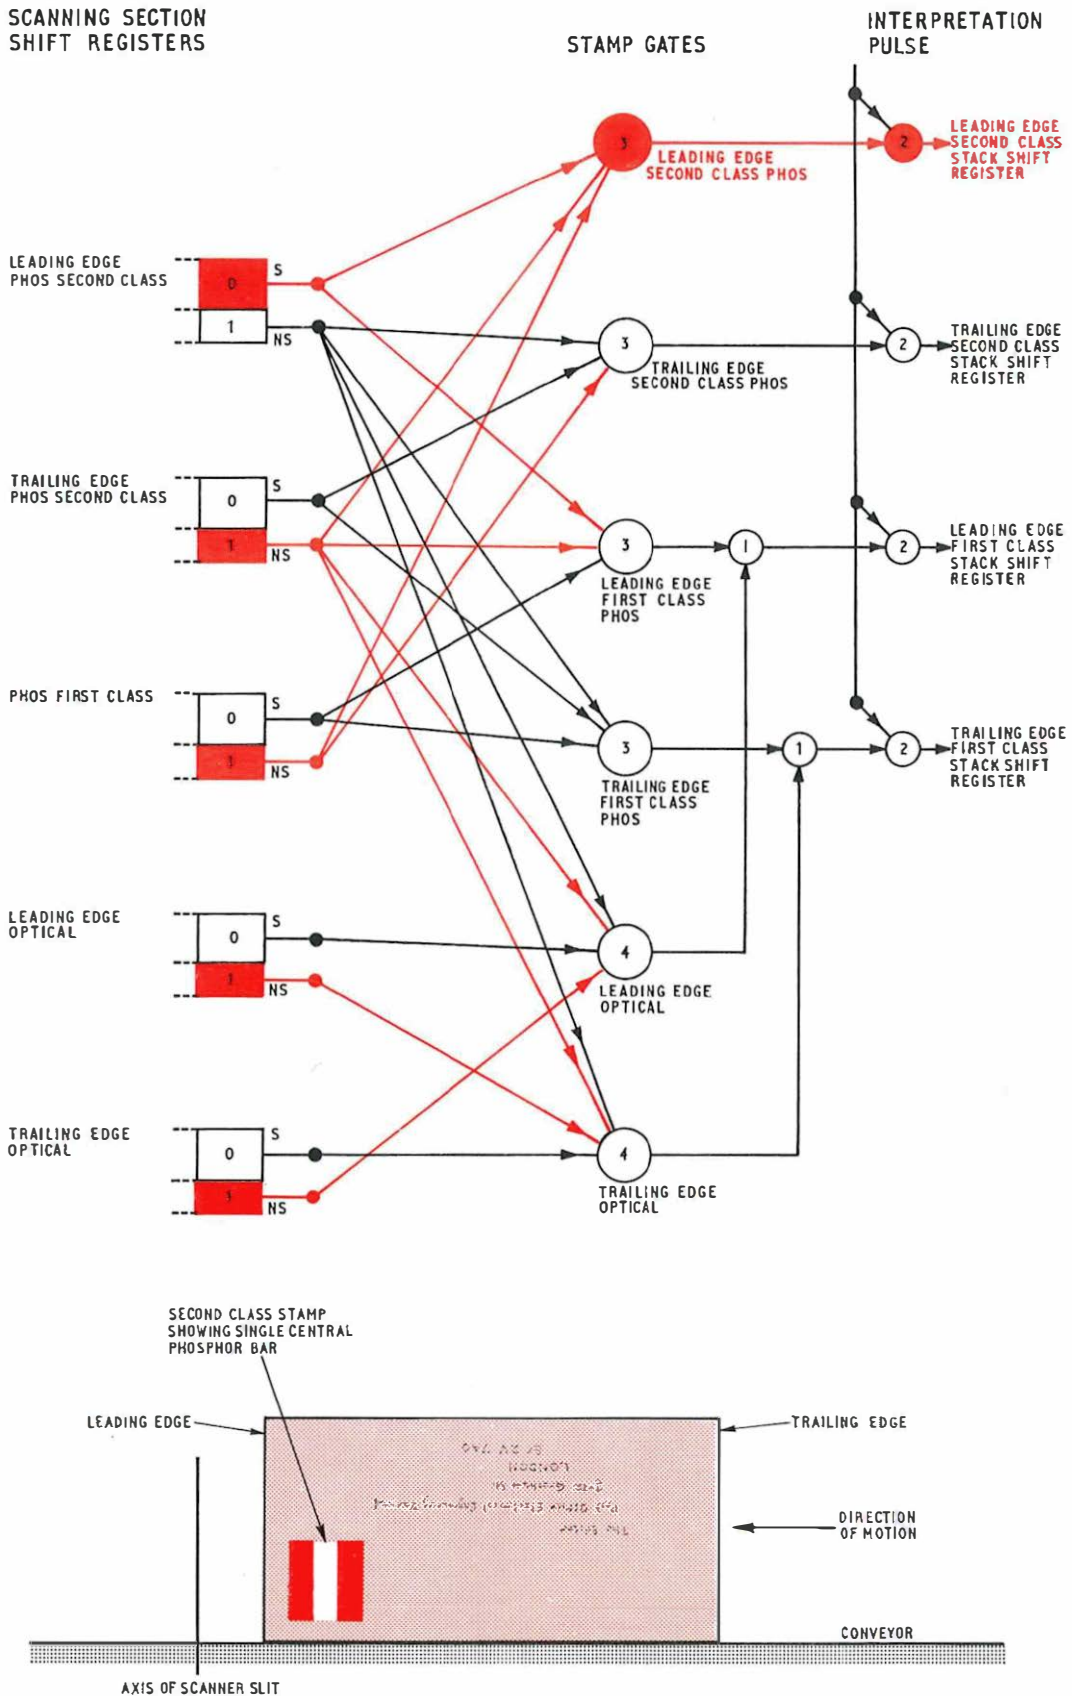 SCANNING SECTION
SHIFT REGISTERS
STAMP GATES
INTERPRETATION
PULSE
3
LEADING EDGE
SECOND CLASS PHOS
2
LEADING EDGE
SECOND CLASS
STACK SHIFT
REGISTER
LEADING EDGE
PHOS SECOND CLASS
0
S
1
NS
3
TRAILING EDGE
SECOND CLASS PHOS
2
TRAILING EDGE
SECOND CLASS
STACK SHIFT
REGISTER
TRAILING EDGE
PHOS SECOND CLASS
0
S
1
NS
3
LEADING EDGE
FIRST CLASS
PHOS
1
2
LEADING EDGE
FIRST CLASS
STACK SHIFT
REGISTER
PHOS FIRST CLASS
0
S
1
NS
3
TRAILING EDGE
FIRST CLASS
PHOS
1
2
TRAILING EDGE
FIRST CLASS
STACK SHIFT
REGISTER
LEADING EDGE
OPTICAL
0
S
1
NS
4
LEADING EDGE
OPTICAL
TRAILING EDGE
OPTICAL
0
S
1
NS
4
TRAILING EDGE
OPTICAL
SECOND CLASS STAMP
SHOWING SINGLE CENTRAL
PHOSPHOR BAR
LEADING EDGE
TRAILING EDGE
LONDON
The
DIRECTION
OF MOTION
CONVEYOR
AXIS OF SCANNER SLIT